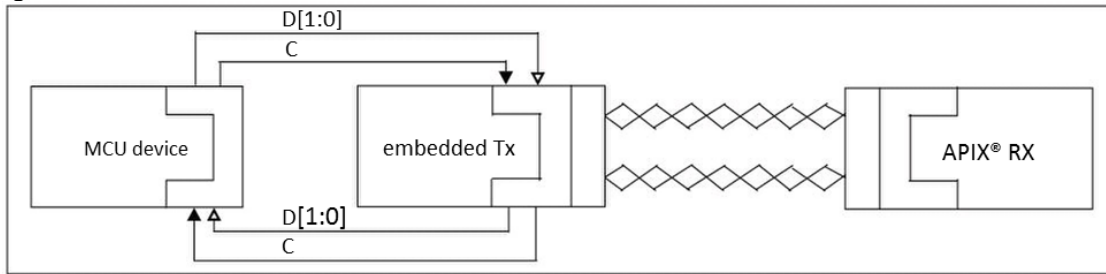 D[1:0]
C
MCU device
embedded Tx
APIX® RX
D[1:0]
C